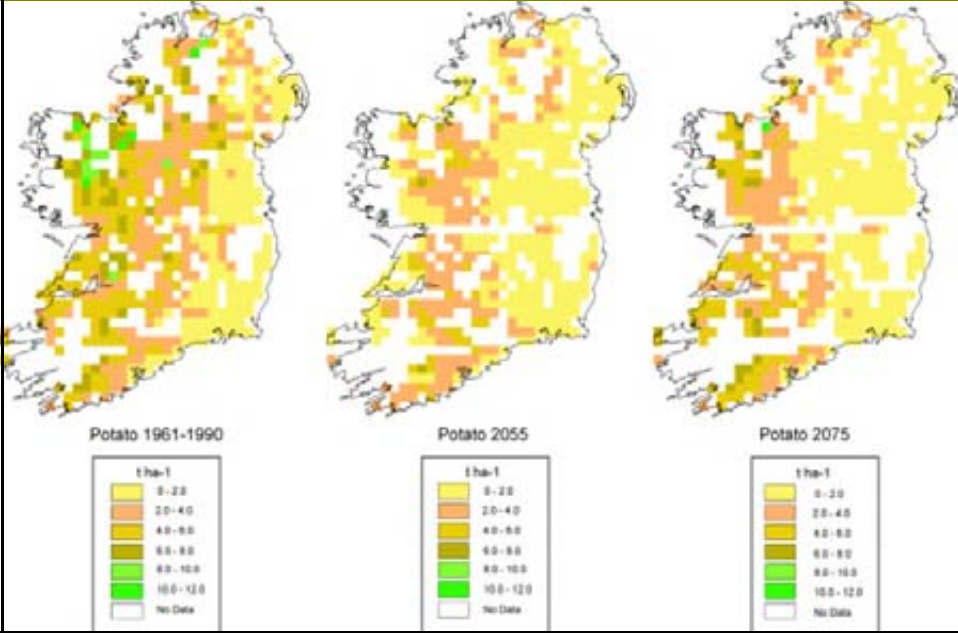 Potato 1961-1990
t ha-1
0 - 2.0
2.0 - 4.0
4.0 - 6.0
6.0 - 8.0
8.0 - 10.0
10.0 - 12.0
No Data
Potato 2055
t ha-1
0 - 2.0
2.0 - 4.0
4.0 - 6.0
6.0 - 8.0
8.0 - 10.0
10.0 - 12.0
No Data
Potato 2075
t ha-1
0 - 2.0
2.0 - 4.0
4.0 - 6.0
6.0 - 8.0
8.0 - 10.0
10.0 - 12.0
No Data